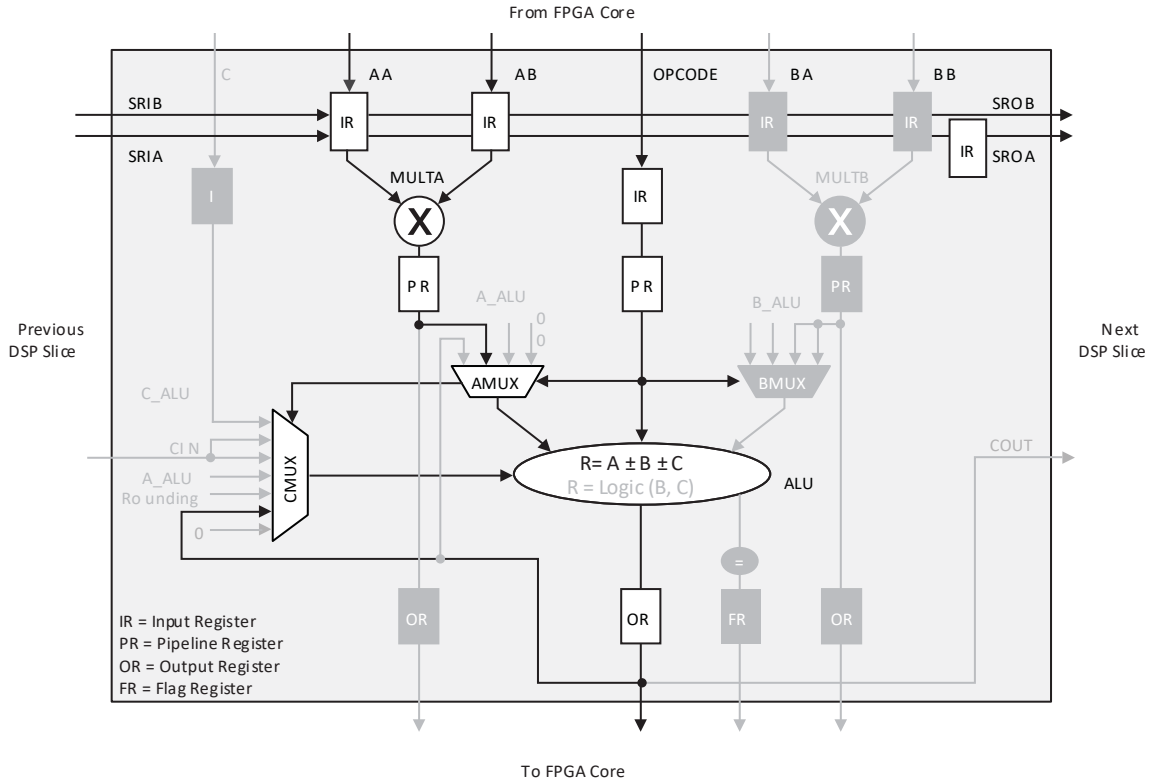 From FPGA Core
C
AA
AB
OPCODE
BA
BB
SRIB
SROB
IR
IR
IR
IR
SRIA
IR
SROA
MULTA
MULTB
I
IR
X
X
PR
PR
PR
A_ALU
B_ALU
0
0
Previous
DSP Slice
Next
DSP Slice
AMUX
BMUX
C_ALU
CIN
COUT
CMUX
R= A ± B ± C
R = Logic (B, C)
ALU
A_ALU
Rounding
0
=
OR
OR
FR
OR
IR = Input Register
PR = Pipeline Register
OR = Output Register
FR = Flag Register
To FPGA Core